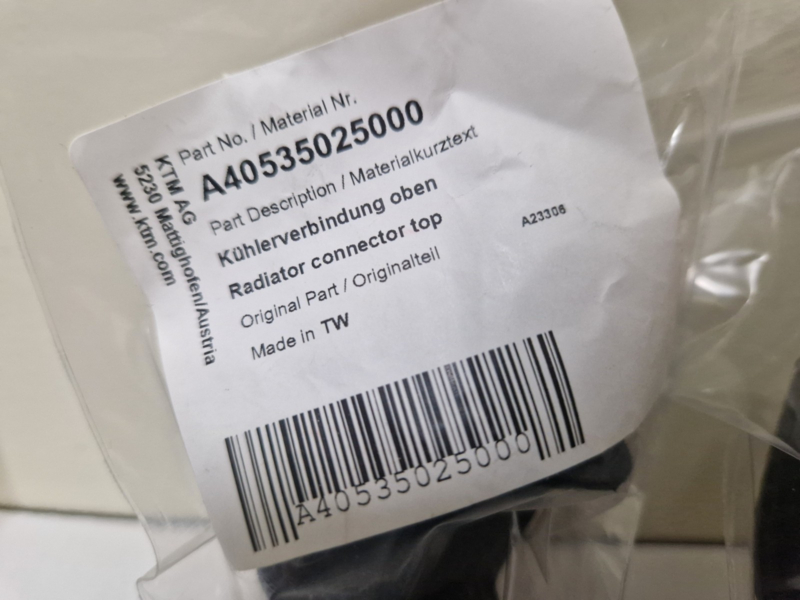 Part No. / Material Nr.
A40535025000
Part Description / Materialkurztext
Kühlerverbindung oben
Radiator connector top
Original Part / Originalteil
Made in TW
KTM AG
5230 Mattighofen/Austria
www.ktm.com
A23306
A40535025000